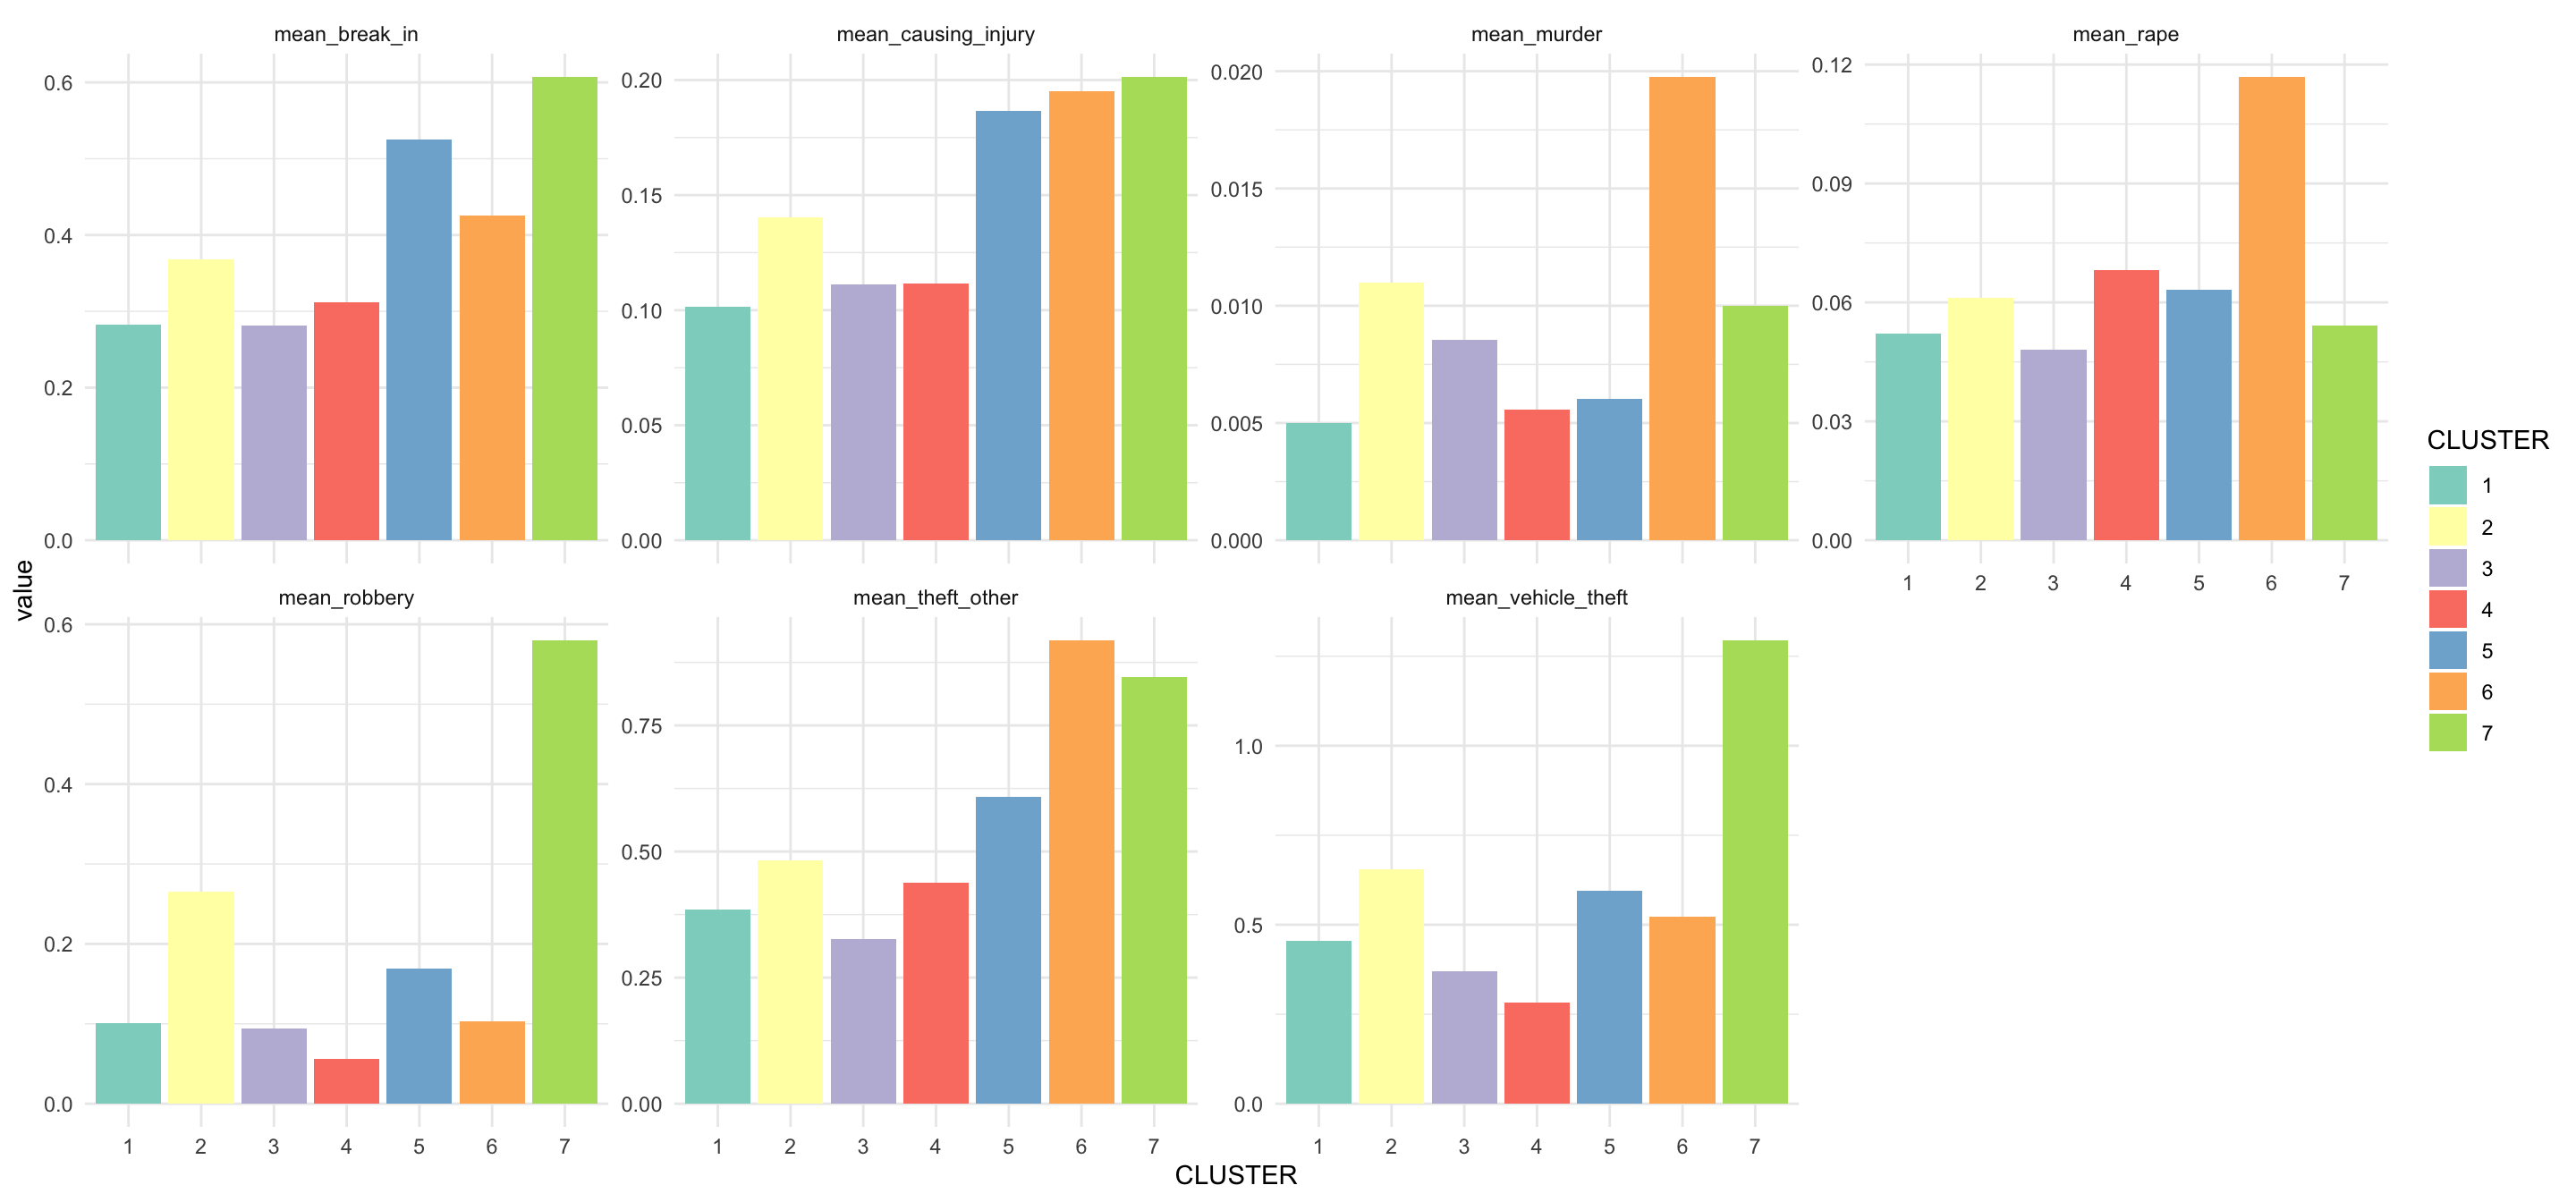 mean_break_in
mean_causing_injury
mean_murder
mean_rape
0.6
0.4
0.2
0.0
0.20
0.15
0.10
0.05
0.00
0.020
0.015
0.010
0.005
0.000
0.12
0.09
0.06
0.03
0.00
1 2 3 4 5 6 7
value
mean_robbery
mean_theft_other
mean_vehicle_theft
0.6
0.4
0.2
0.0
0.75
0.50
0.25
0.00
1.0
0.5
0.0
1 2 3 4 5 6 7
1 2 3 4 5 6 7
1 2 3 4 5 6 7
CLUSTER
CLUSTER
1
2
3
4
5
6
7